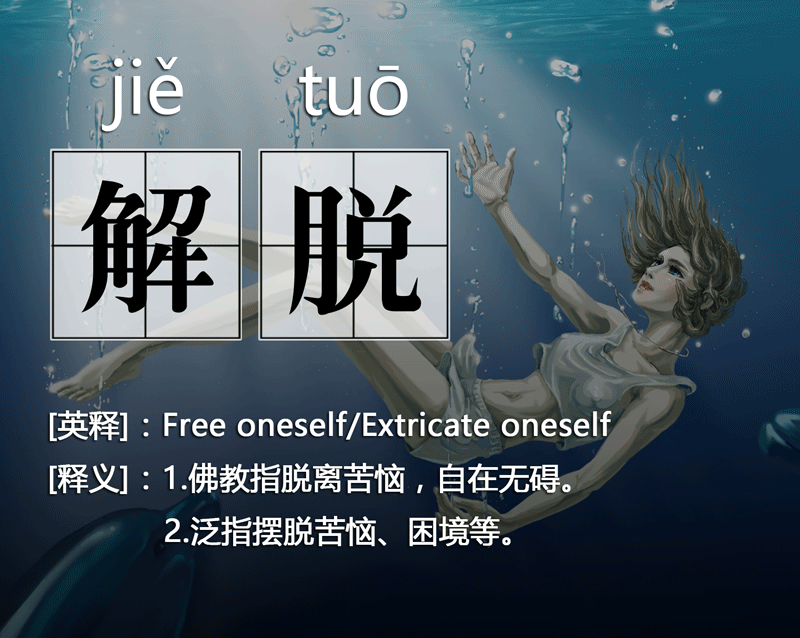 jiě tuō
解脱
[英释]：Free oneself/Extricate oneself
[释义]：1.佛教指脱离苦恼，自在无碍。
2.泛指摆脱苦恼、困境等。